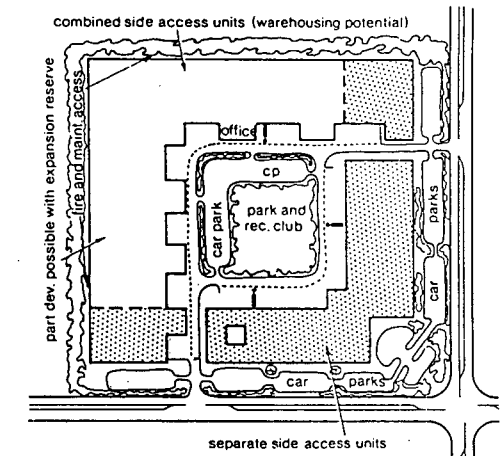 combined side access units (warehousing potential)
part dev. possible with expansion reserve
fire and maint access
office
cp
car park
park and
rec. club
parks
car
car parks
separate side access units